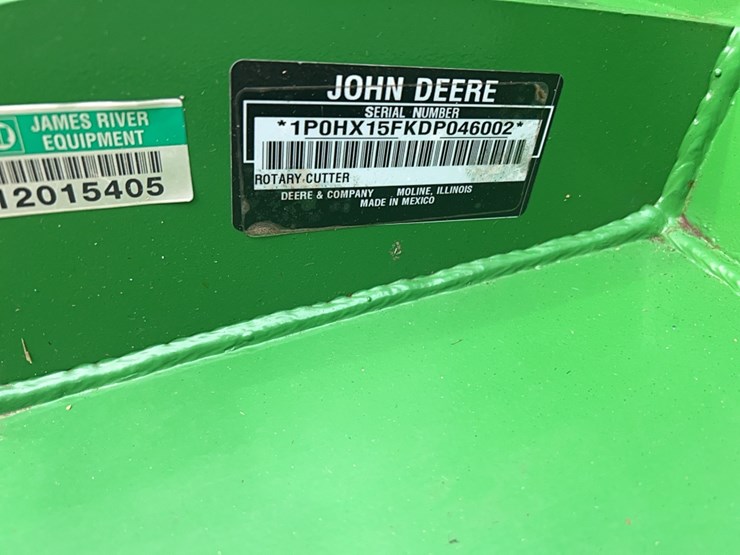 JAMES RIVER
EQUIPMENT
12015405
JOHN DEERE
SERIAL NUMBER
*1P0HX15FKDP046002*
ROTARY CUTTER
DEERE & COMPANY MOLINE, ILLINOIS
MADE IN MEXICO